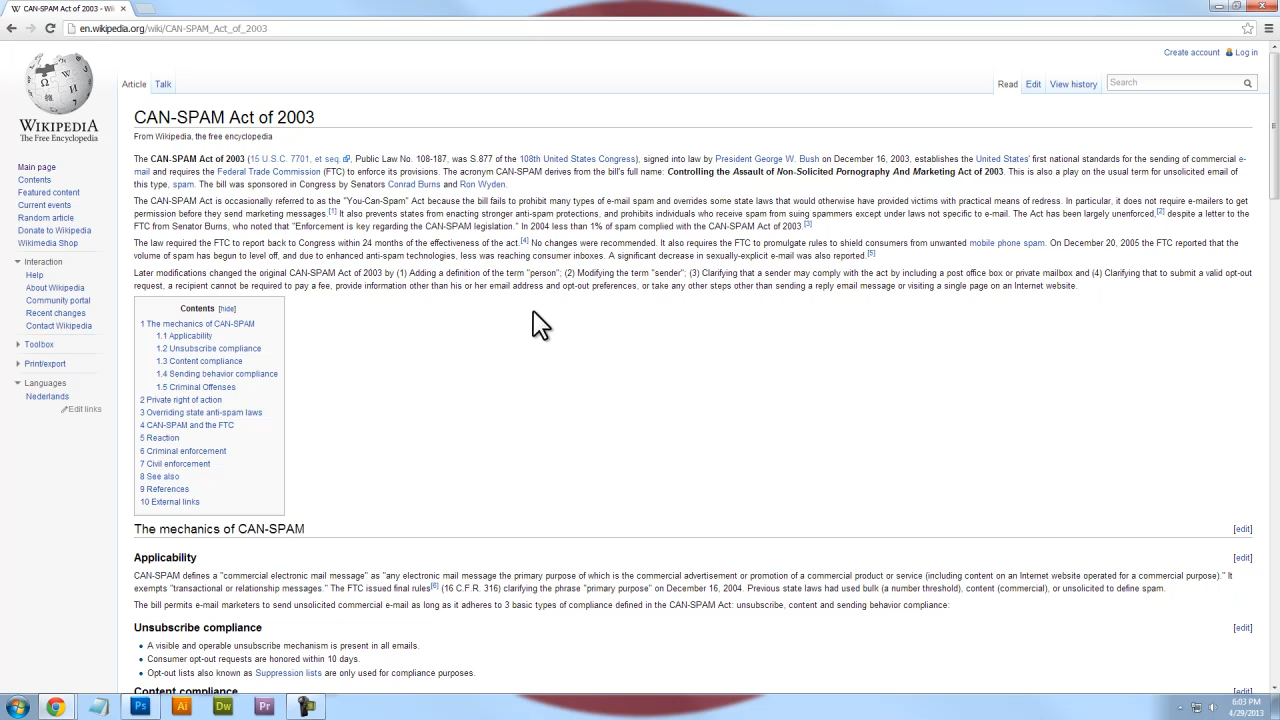 CAN-SPAM Act of 2003 - Wi
en.wikipedia.org/wiki/CAN-SPAM_Act_of_2003
Create account Log in
Article Talk Read Edit View history Search
WIKIPEDIA
The Free Encyclopedia
Main page
Contents
Featured content
Current events
Random article
Donate to Wikipedia
Wikimedia Shop
Interaction
Help
About Wikipedia
Community portal
Recent changes
Contact Wikipedia
Toolbox
Print/export
Languages
Nederlands
Edit links
CAN-SPAM Act of 2003
From Wikipedia, the free encyclopedia
The CAN-SPAM Act of 2003 (15 U.S.C. 7701, et seq., Public Law No. 108-187, was S.877 of the 108th United States Congress), signed into law by President George W. Bush on December 16, 2003, establishes the United States' first national standards for the sending of commercial e-
mail and requires the Federal Trade Commission (FTC) to enforce its provisions. The acronym CAN-SPAM derives from the bill's full name: Controlling the Assault of Non-Solicited Pornography And Marketing Act of 2003. This is also a play on the usual term for unsolicited email of
this type, spam. The bill was sponsored in Congress by Senators Conrad Burns and Ron Wyden.
The CAN-SPAM Act is occasionally referred to as the "You-Can-Spam" Act because the bill fails to prohibit many types of e-mail spam and overrides some state laws that would otherwise have provided victims with practical means of redress. In particular, it does not require e-mailers to get
permission before they send marketing messages.[1] It also prevents states from enacting stronger anti-spam protections, and prohibits individuals who receive spam from suing spammers except under laws not specific to e-mail. The Act has been largely unenforced,[2] despite a letter to the
FTC from Senator Burns, who noted that "Enforcement is key regarding the CAN-SPAM legislation." In 2004 less than 1% of spam complied with the CAN-SPAM Act of 2003.[3]
The law required the FTC to report back to Congress within 24 months of the effectiveness of the act.[4] No changes were recommended. It also requires the FTC to promulgate rules to shield consumers from unwanted mobile phone spam. On December 20, 2005 the FTC reported that the
volume of spam has begun to level off, and due to enhanced anti-spam technologies, less was reaching consumer inboxes. A significant decrease in sexually-explicit e-mail was also reported.[5]
Later modifications changed the original CAN-SPAM Act of 2003 by (1) Adding a definition of the term "person"; (2) Modifying the term "sender"; (3) Clarifying that a sender may comply with the act by including a post office box or private mailbox and (4) Clarifying that to submit a valid opt-out
request, a recipient cannot be required to pay a fee, provide information other than his or her email address and opt-out preferences, or take any other steps other than sending a reply email message or visiting a single page on an Internet website.
Contents [hide]
1 The mechanics of CAN-SPAM
1.1 Applicability
1.2 Unsubscribe compliance
1.3 Content compliance
1.4 Sending behavior compliance
1.5 Criminal Offenses
2 Private right of action
3 Overriding state anti-spam laws
4 CAN-SPAM and the FTC
5 Reaction
6 Criminal enforcement
7 Civil enforcement
8 See also
9 References
10 External links
The mechanics of CAN-SPAM [edit]
Applicability [edit]
CAN-SPAM defines a "commercial electronic mail message" as "any electronic mail message the primary purpose of which is the commercial advertisement or promotion of a commercial product or service (including content on an Internet website operated for a commercial purpose)." It
exempts "transactional or relationship messages." The FTC issued final rules[6] (16 C.F.R. 316) clarifying the phrase "primary purpose" on December 16, 2004. Previous state laws had used bulk (a number threshold), content (commercial), or unsolicited to define spam.
The bill permits e-mail marketers to send unsolicited commercial e-mail as long as it adheres to 3 basic types of compliance defined in the CAN-SPAM Act: unsubscribe, content and sending behavior compliance:
Unsubscribe compliance [edit]
• A visible and operable unsubscribe mechanism is present in all emails.
• Consumer opt-out requests are honored within 10 days.
• Opt-out lists also known as Suppression lists are only used for compliance purposes.
Content compliance [edit]
Ps Ai Dw Pr
6:03 PM
4/29/2013